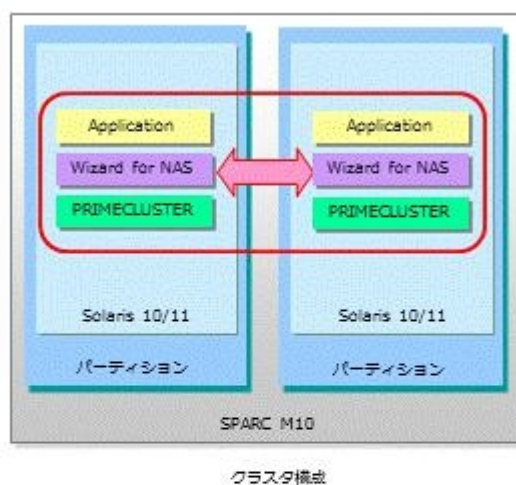 Application
Wizard for NAS
PRIMECLUSTER
Solaris 10/11
パーティション
Application
Wizard for NAS
PRIMECLUSTER
Solaris 10/11
パーティション
SPARC M10
クラスタ構成